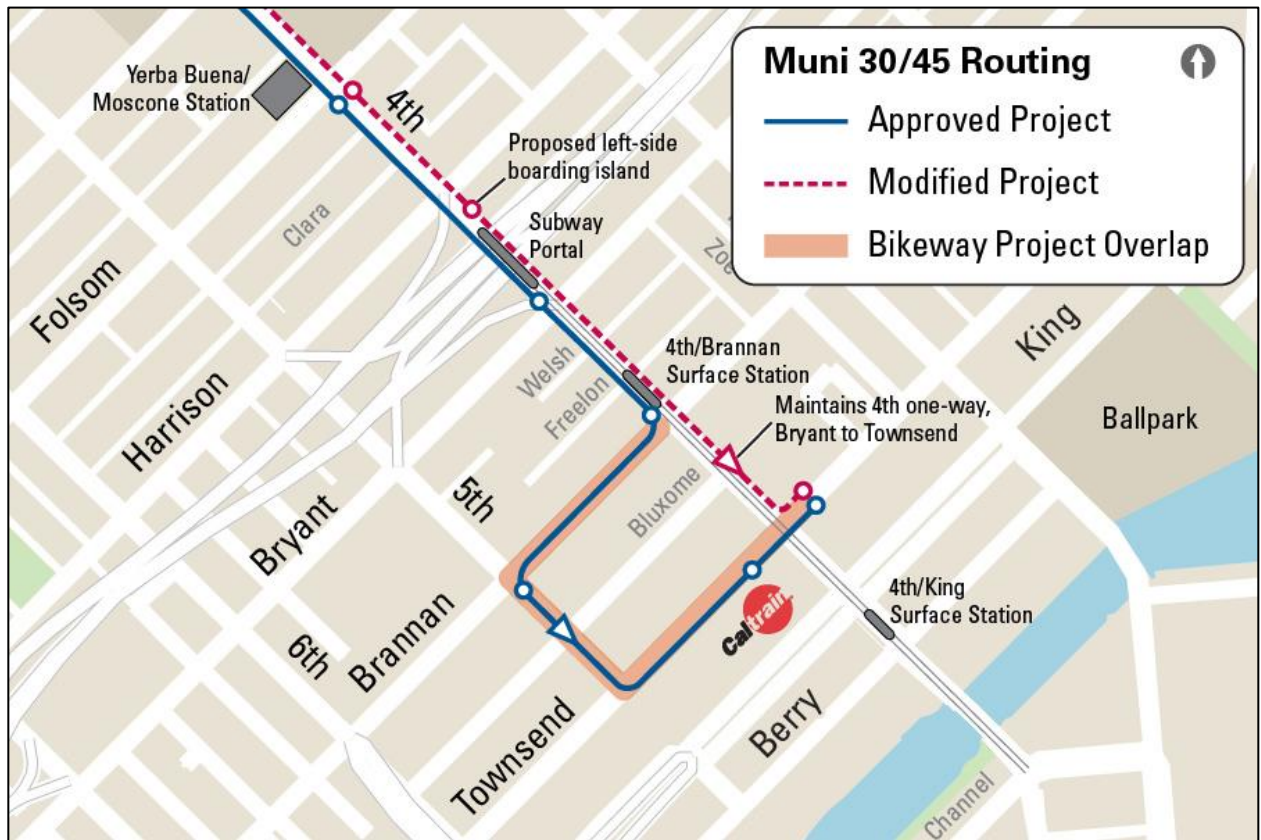 Muni 30/45 Routing
Approved Project
Modified Project
Bikeway Project Overlap
Yerba Buena/
Moscone Station
4th
Proposed left-side
boarding island
Clara
Subway
Portal
Folsom
Zoe
King
Welsh
4th/Brannan
Surface Station
Harrison
Freelon
Maintains 4th one-way,
Bryant to Townsend
Ballpark
5th
Bluxome
Bryant
4th/King
Surface Station
Caltrain
6th
Brannan
Berry
Townsend
Channel